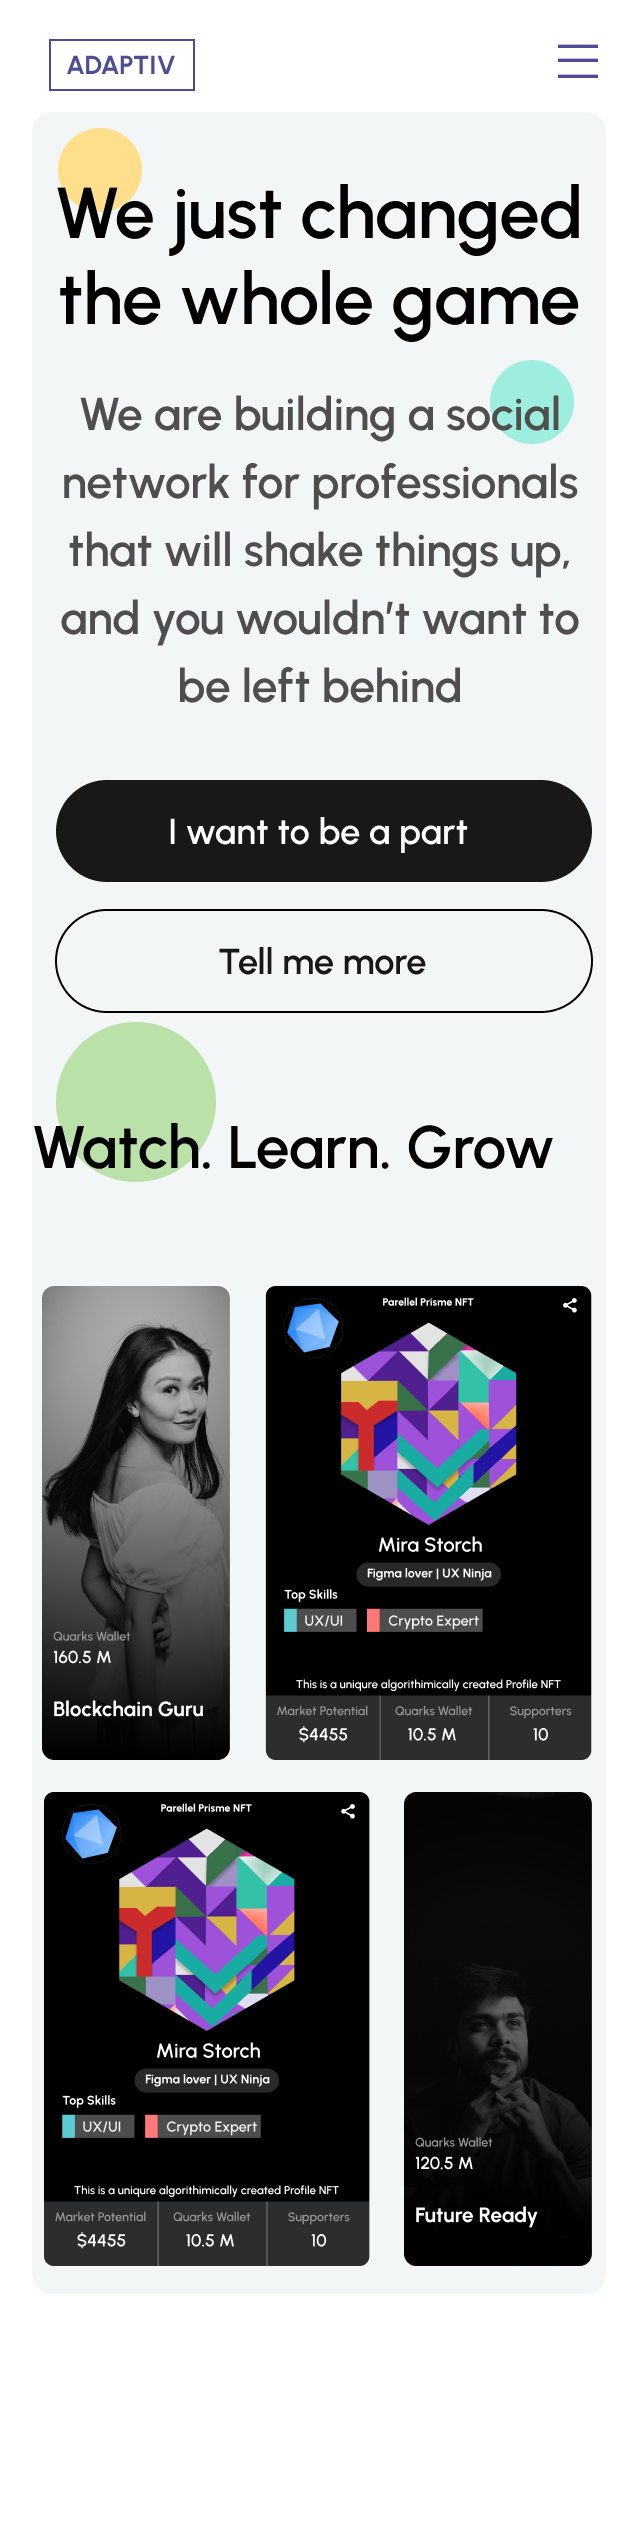 ADAPTIV
We just changed
the whole game
We are building a social
network for professionals
that will shake things up,
and you wouldn’t want to
be left behind
I want to be a part
Tell me more
Watch. Learn. Grow
Quarks Wallet
160.5 M
Blockchain Guru
Parellel Prisme NFT
Mira Storch
Figma lover | UX Ninja
Top Skills
UX/UI Crypto Expert
This is a uniqure algorithimically created Profile NFT
Market Potential Quarks Wallet Supporters
$4455 10.5 M 10
Parellel Prisme NFT
Mira Storch
Figma lover | UX Ninja
Top Skills
UX/UI Crypto Expert
This is a uniqure algorithimically created Profile NFT
Market Potential Quarks Wallet Supporters
$4455 10.5 M 10
Quarks Wallet
120.5 M
Future Ready